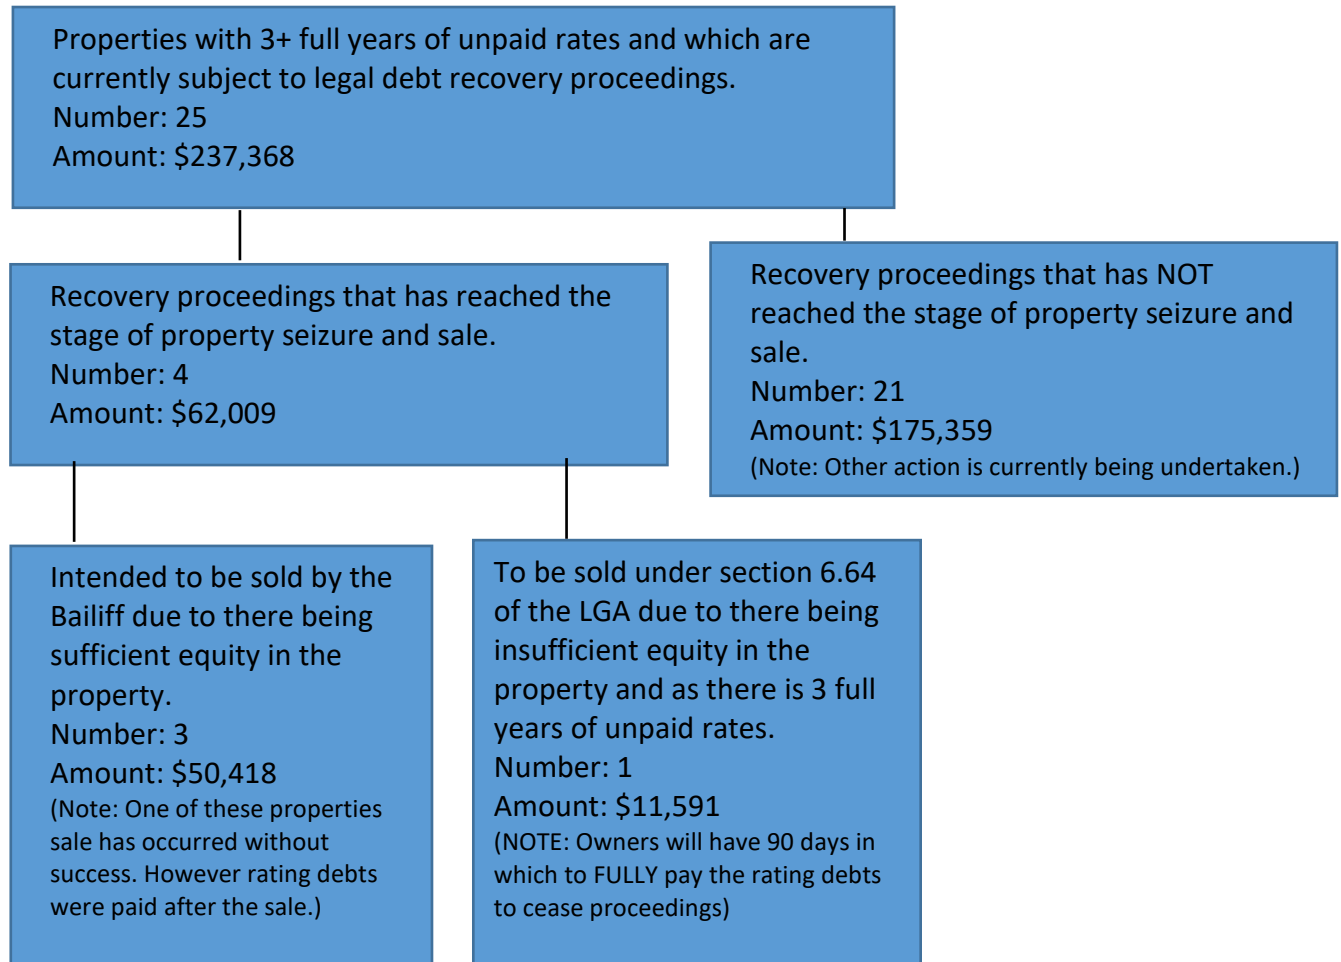 Properties with 3+ full years of unpaid rates and which are
currently subject to legal debt recovery proceedings.
Number: 25
Amount: $237,368
Recovery proceedings that has reached the
stage of property seizure and sale.
Number: 4
Amount: $62,009
Recovery proceedings that has NOT
reached the stage of property seizure and
sale.
Number: 21
Amount: $175,359
(Note: Other action is currently being undertaken.)
Intended to be sold by the
Bailiff due to there being
sufficient equity in the
property.
Number: 3
Amount: $50,418
(Note: One of these properties
sale has occurred without
success. However rating debts
were paid after the sale.)
To be sold under section 6.64
of the LGA due to there being
insufficient equity in the
property and as there is 3 full
years of unpaid rates.
Number: 1
Amount: $11,591
(NOTE: Owners will have 90 days in
which to FULLY pay the rating debts
to cease proceedings)